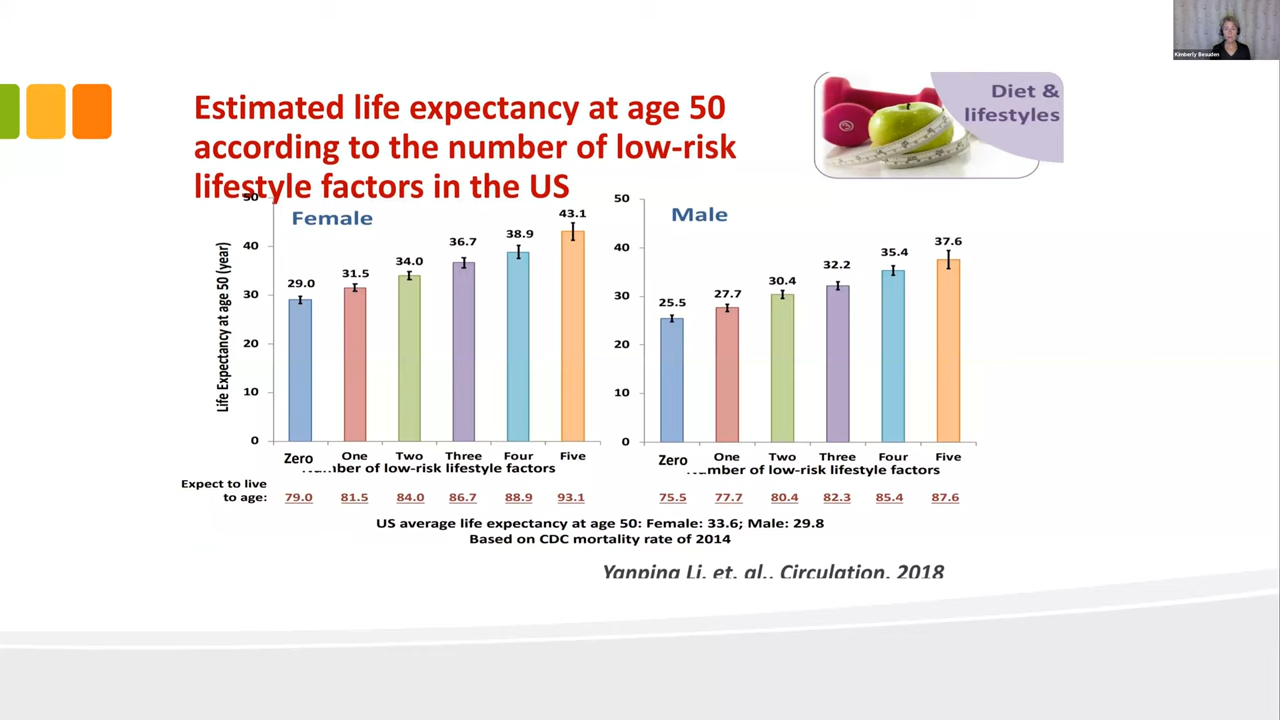 Kimberly Besuden
Diet &
lifestyles
Estimated life expectancy at age 50
according to the number of low-risk
lifestyle factors in the US
Female
Life Expectancy at age 50 (year)
50
40
30
20
10
0
29.0
31.5
34.0
36.7
38.9
43.1
Zero One Two Three Four Five
Number of low-risk lifestyle factors
Male
50
40
30
20
10
0
25.5
27.7
30.4
32.2
35.4
37.6
Zero One Two Three Four Five
Number of low-risk lifestyle factors
Expect to live
to age: 79.0 81.5 84.0 86.7 88.9 93.1 75.5 77.7 80.4 82.3 85.4 87.6
US average life expectancy at age 50: Female: 33.6; Male: 29.8
Based on CDC mortality rate of 2014
Yanping Li, et. al., Circulation, 2018